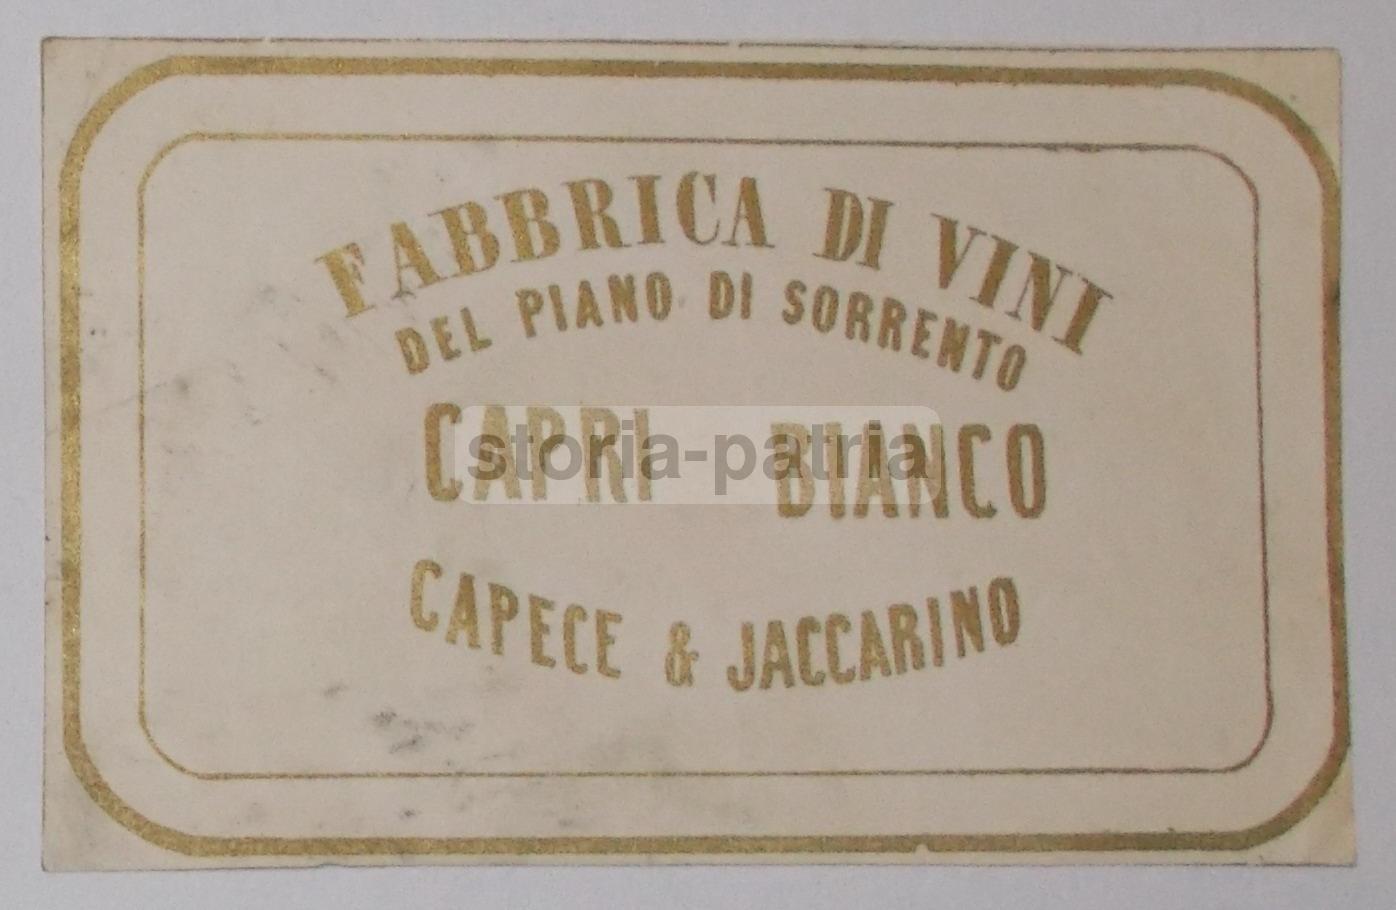 FABBRICA DI VINI
DEL PIANO DI SORRENTO
CAPRI BIANCO
storia-patria
CAPECE & JACCARINO